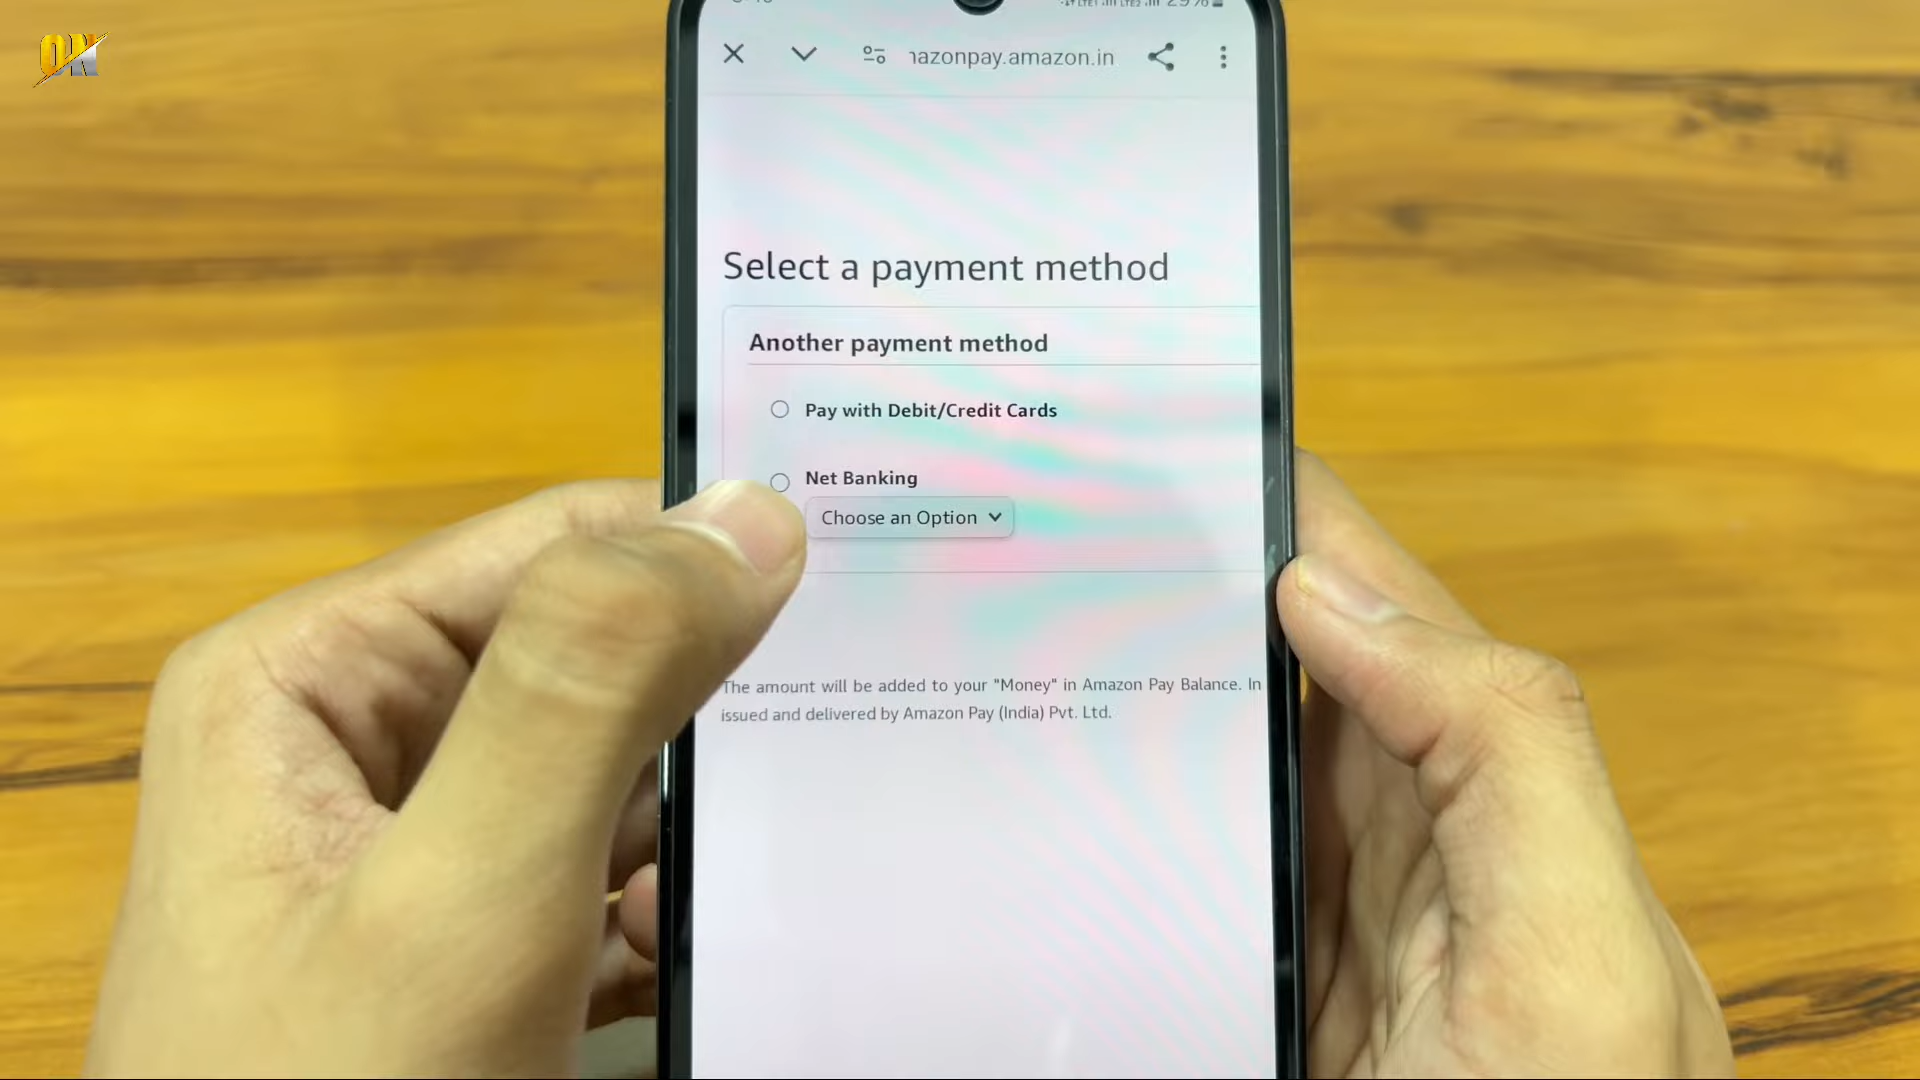 ON
nazonpay.amazon.in
Select a payment method
Another payment method
Pay with Debit/Credit Cards
Net Banking
Choose an Option
The amount will be added to your "Money" in Amazon Pay Balance. In
issued and delivered by Amazon Pay (India) Pvt. Ltd.